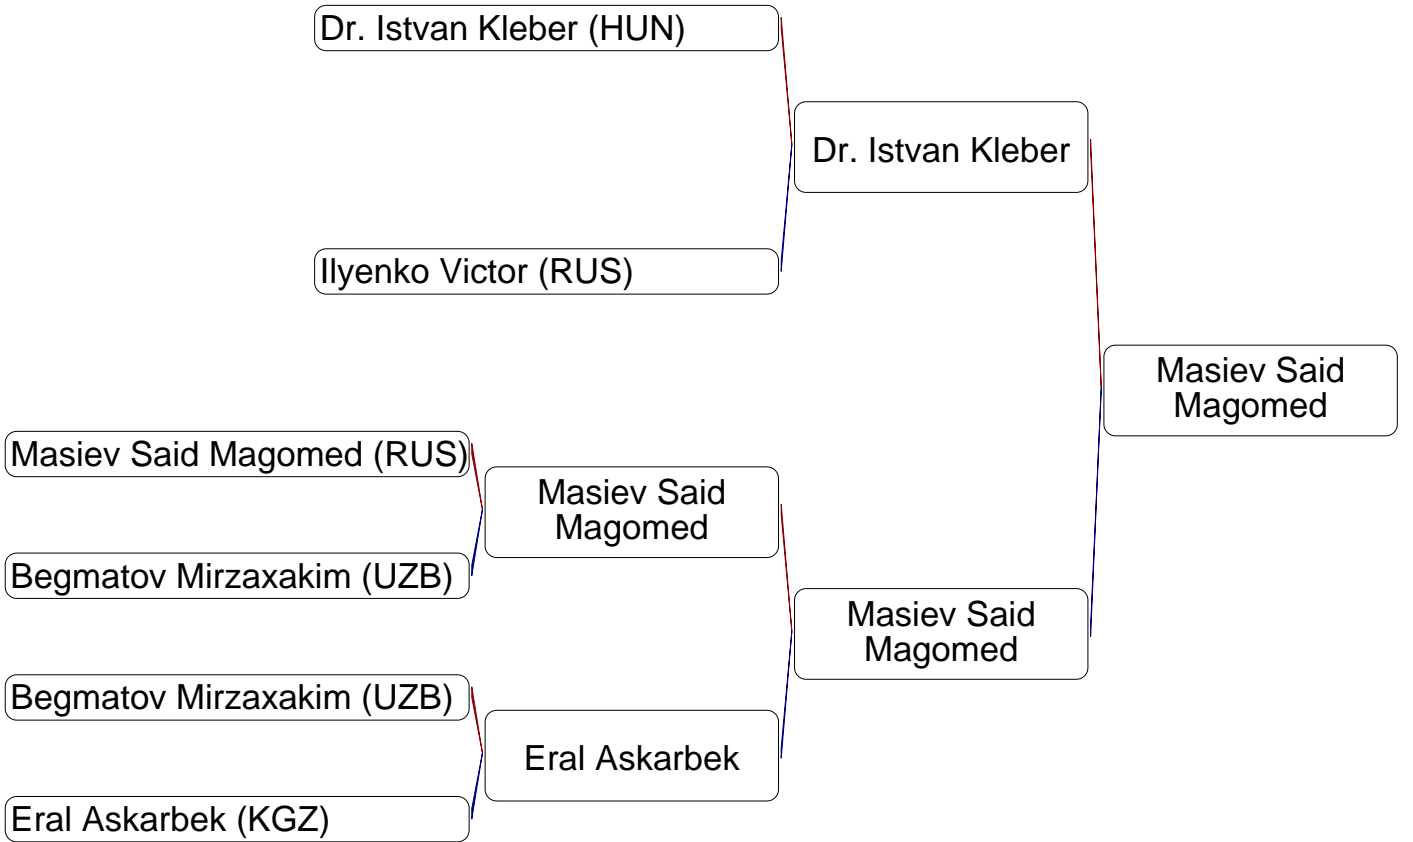 Dr. Istvan Kleber (HUN)
Dr. Istvan Kleber
Ilyenko Victor (RUS)
Masiev Said
Magomed
Masiev Said Magomed (RUS)
Masiev Said
Magomed
Begmatov Mirzaxakim (UZB)
Masiev Said
Magomed
Begmatov Mirzaxakim (UZB)
Eral Askarbek
Eral Askarbek (KGZ)